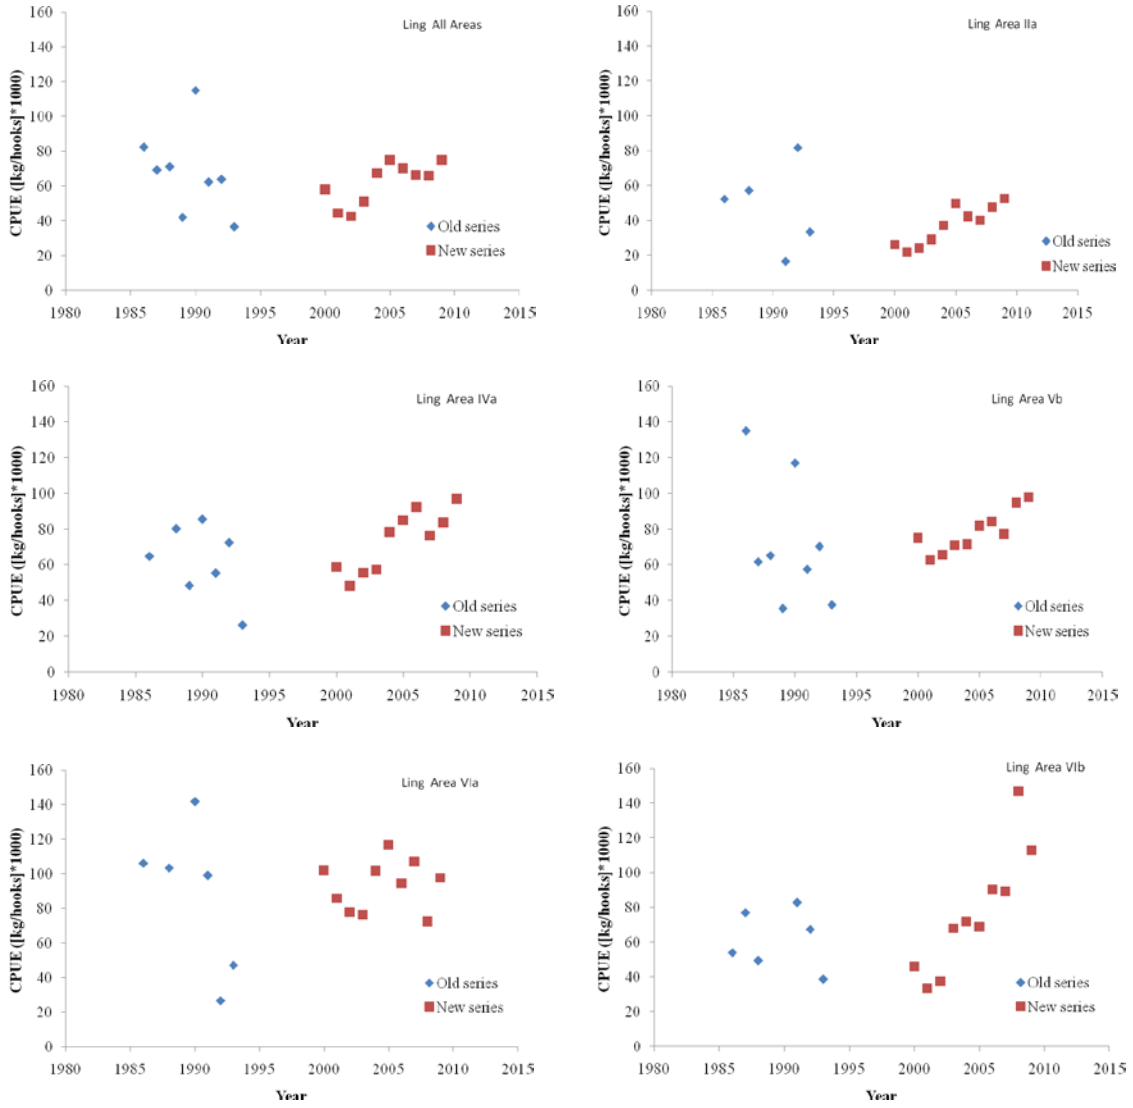 Ling All Areas
CPUE ([kg/hooks]*1000)
160
140
120
100
80
60
40
20
0
Old series
New series
1980 1985 1990 1995 2000 2005 2010 2015
Year
Ling Area IIa
CPUE ([kg/hooks]*1000)
160
140
120
100
80
60
40
20
0
Old series
New series
1980 1985 1990 1995 2000 2005 2010 2015
Year
Ling Area IVa
CPUE ([kg/hooks]*1000)
160
140
120
100
80
60
40
20
0
Old series
New series
1980 1985 1990 1995 2000 2005 2010 2015
Year
Ling Area Vb
CPUE ([kg/hooks]*1000)
160
140
120
100
80
60
40
20
0
Old series
New series
1980 1985 1990 1995 2000 2005 2010 2015
Year
Ling Area VIa
CPUE ([kg/hooks]*1000)
160
140
120
100
80
60
40
20
0
Old series
New series
1980 1985 1990 1995 2000 2005 2010 2015
Year
Ling Area VIb
CPUE ([kg/hooks]*1000)
160
140
120
100
80
60
40
20
0
Old series
New series
1980 1985 1990 1995 2000 2005 2010 2015
Year